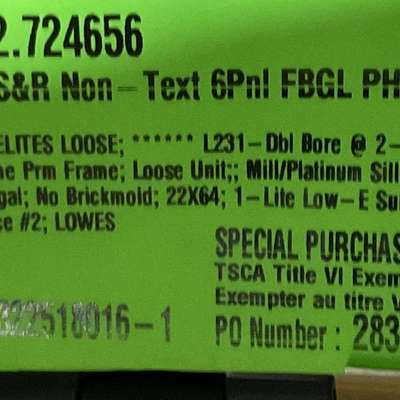 2.724656
S&R Non-Text 6Pnl FBGL PH
ELITES LOOSE; ****** L231-Dbl Bore @ 2-
ne Prm Frame; Loose Unit;; Mill/Platinum Sill
gal; No Brickmold; 22X64; 1-Lite Low-E Su
se #2; LOWES
SPECIAL PURCHAS
TSCA Title VI Exem
Exempter au titre V
322518016-1
PO Number : 283